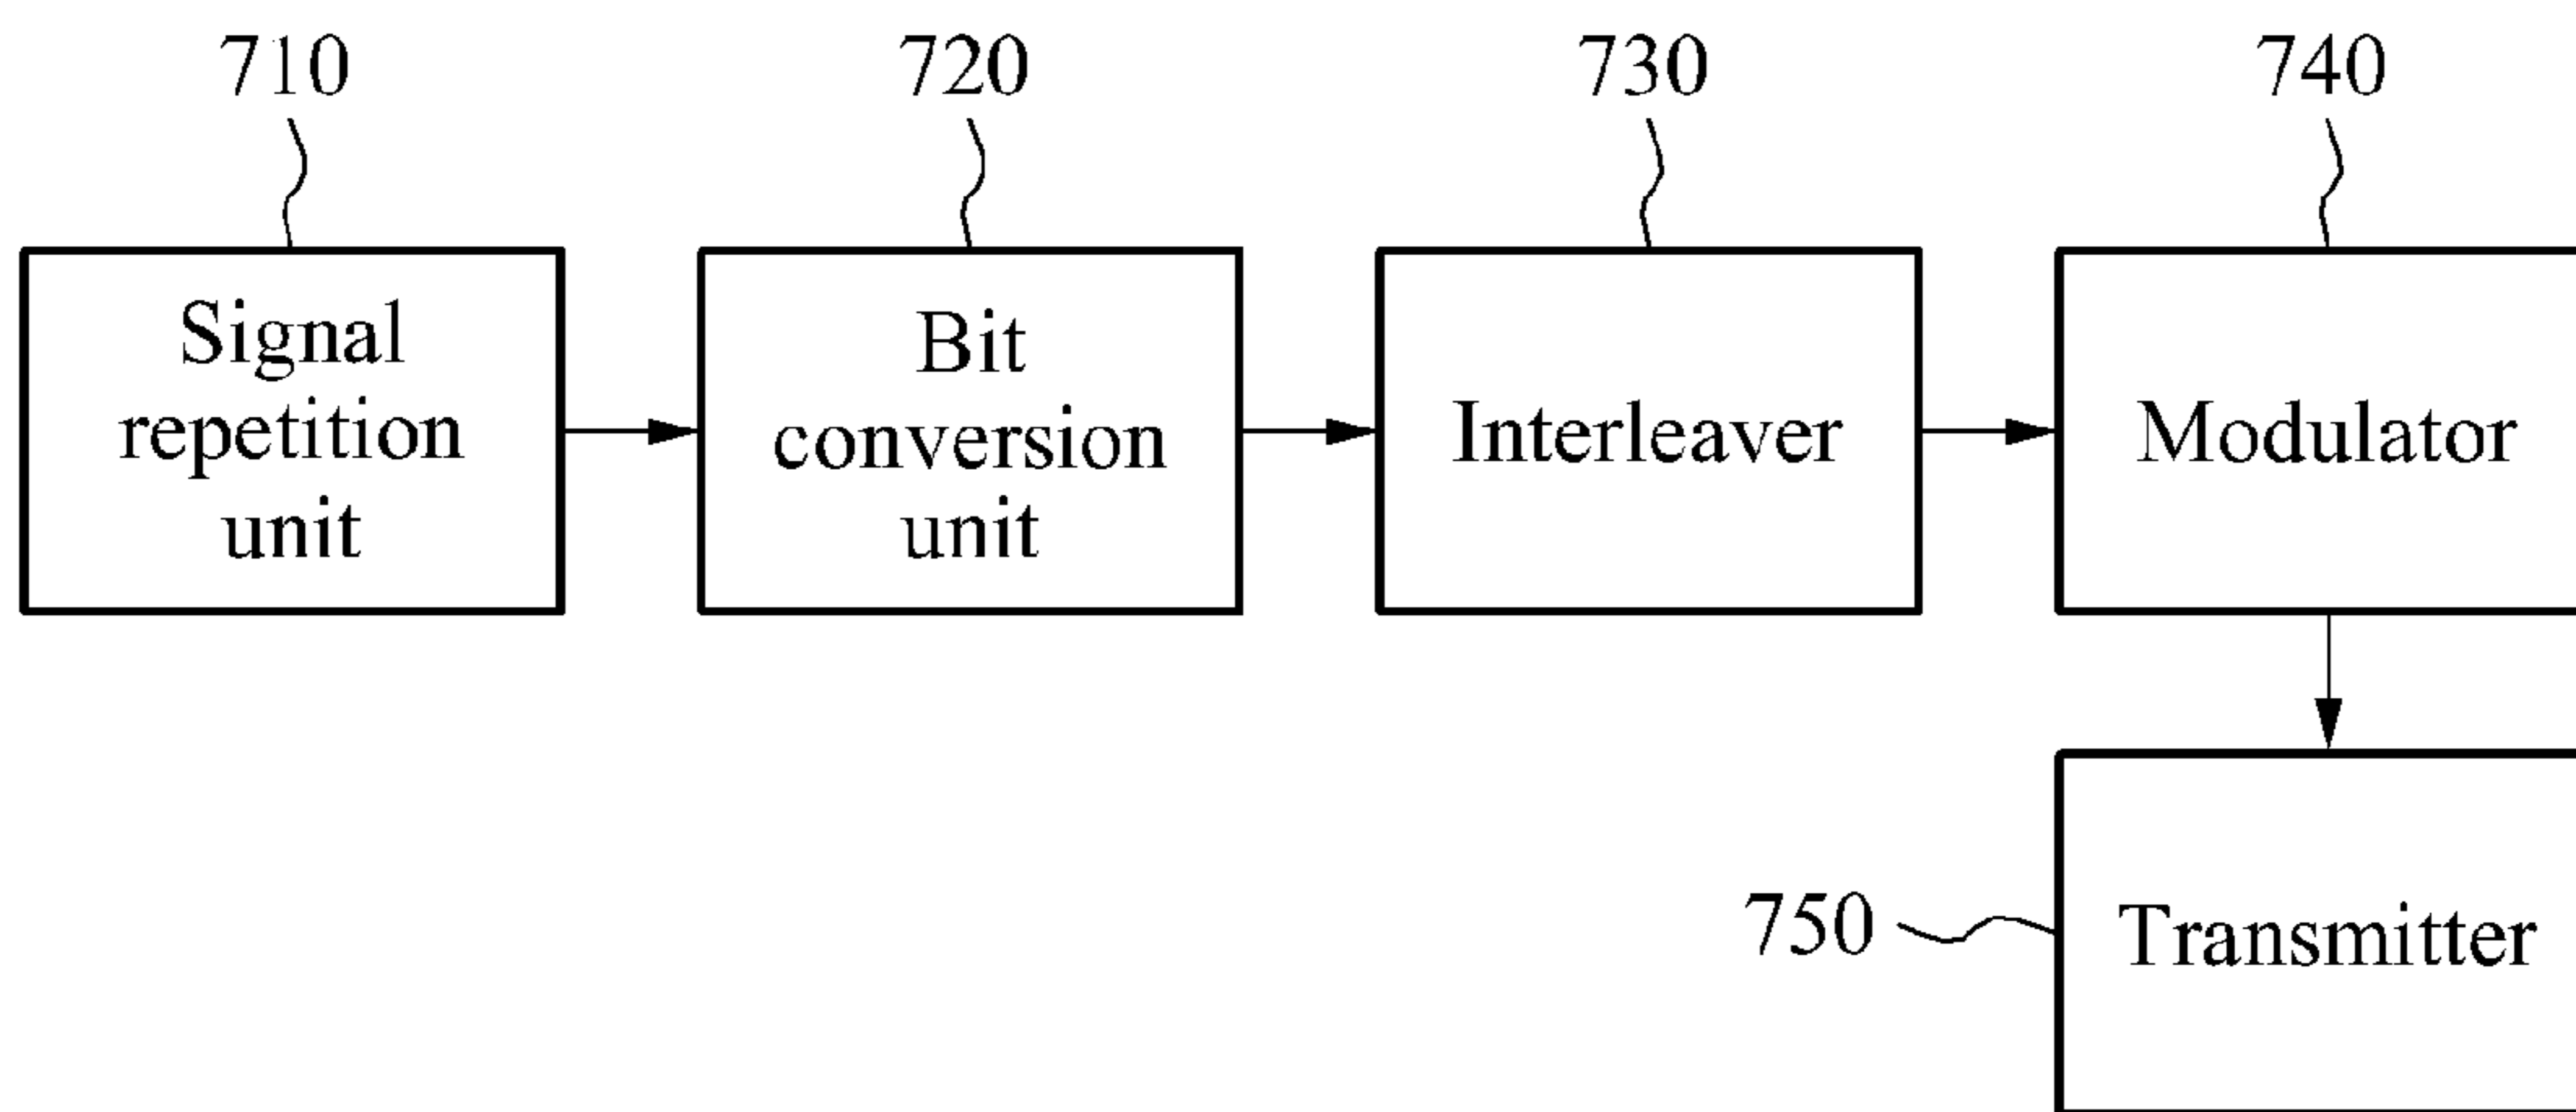 710
720
730
740
Signal
repetition
unit
Bit
conversion
unit
Interleaver
Modulator
750
Transmitter